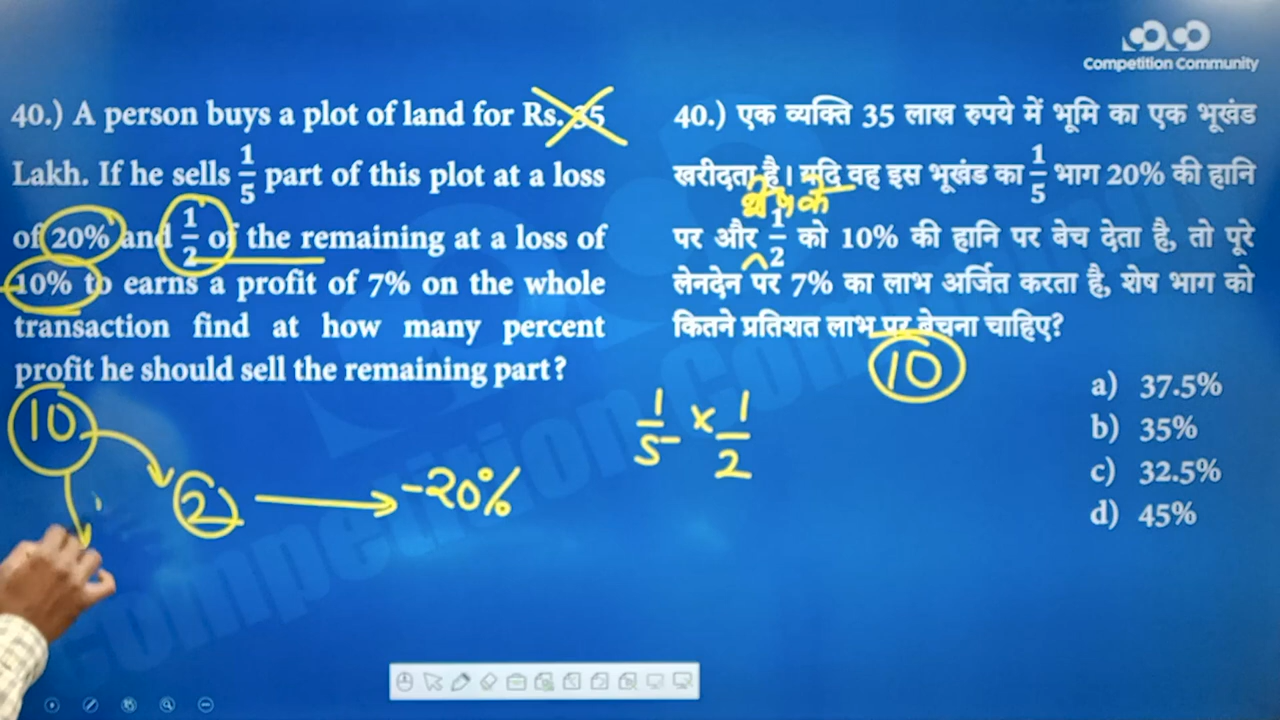 Competition Community
40.) A person buys a plot of land for Rs. 35
Lakh. If he sells 1/5 part of this plot at a loss
of 20% and 1/2 of the remaining at a loss of
10% to earns a profit of 7% on the whole
transaction find at how many percent
profit he should sell the remaining part?
40.) एक व्यक्ति 35 लाख रुपये में भूमि का एक भूखंड
खरीदता है। यदि वह इस भूखंड का 1/5 भाग 20% की हानि
शेष के
पर और 1/2 को 10% की हानि पर बेच देता है, तो पूरे
लेनदेन पर 7% का लाभ अर्जित करता है, शेष भाग को
कितने प्रतिशत लाभ पर बेचना चाहिए?
10
a) 37.5%
b) 35%
c) 32.5%
d) 45%
10
2
-20%
1/5 × 1/2